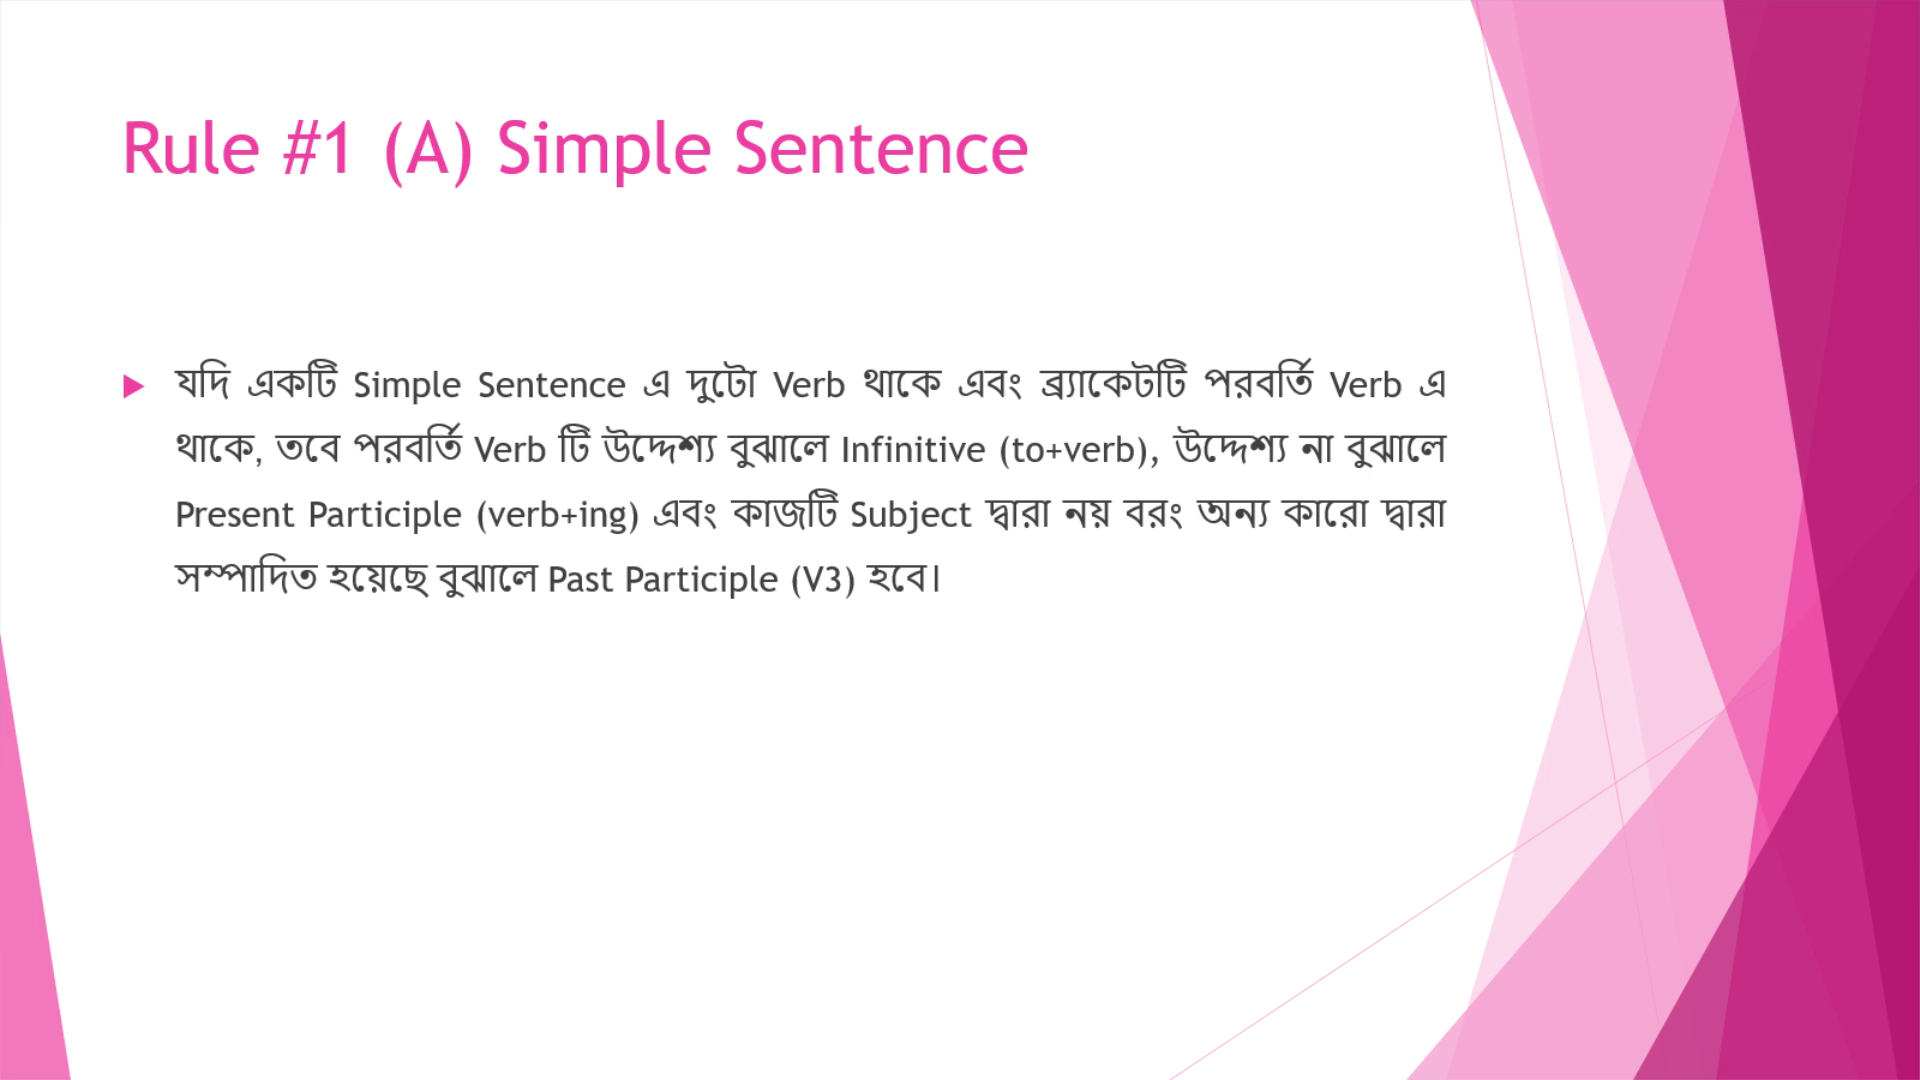 Rule #1 (A) Simple Sentence
যদি একটি Simple Sentence এ দুটো Verb থাকে এবং ব্র্যাকেটটি পরবর্তি Verb এ
থাকে, তবে পরবর্তি Verb টি উদ্দেশ্য বুঝালে Infinitive (to+verb), উদ্দেশ্য না বুঝালে
Present Participle (verb+ing) এবং কাজটি Subject দ্বারা নয় বরং অন্য কারো দ্বারা
সম্পাদিত হয়েছে বুঝালে Past Participle (V3) হবে।